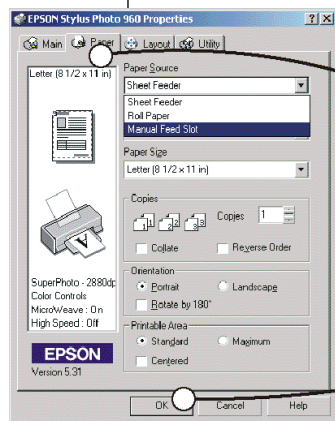 EPSON Stylus Photo 960 Properties
Main Paper Layout Utility
Letter (8 1/2 x 11 in)
Paper Source
Sheet Feeder
Sheet Feeder
Roll Paper
Manual Feed Slot
Paper Size
Letter (8 1/2 x 11 in)
Copies
Copies 1
Collate Reverse Order
Orientation
Portrait Landscape
Rotate by 180°
Printable Area
Standard Maximum
Centered
SuperPhoto - 2880dp
Color Controls
MicroWeave : On
High Speed : Off
EPSON
Version 5.31
OK Cancel Help